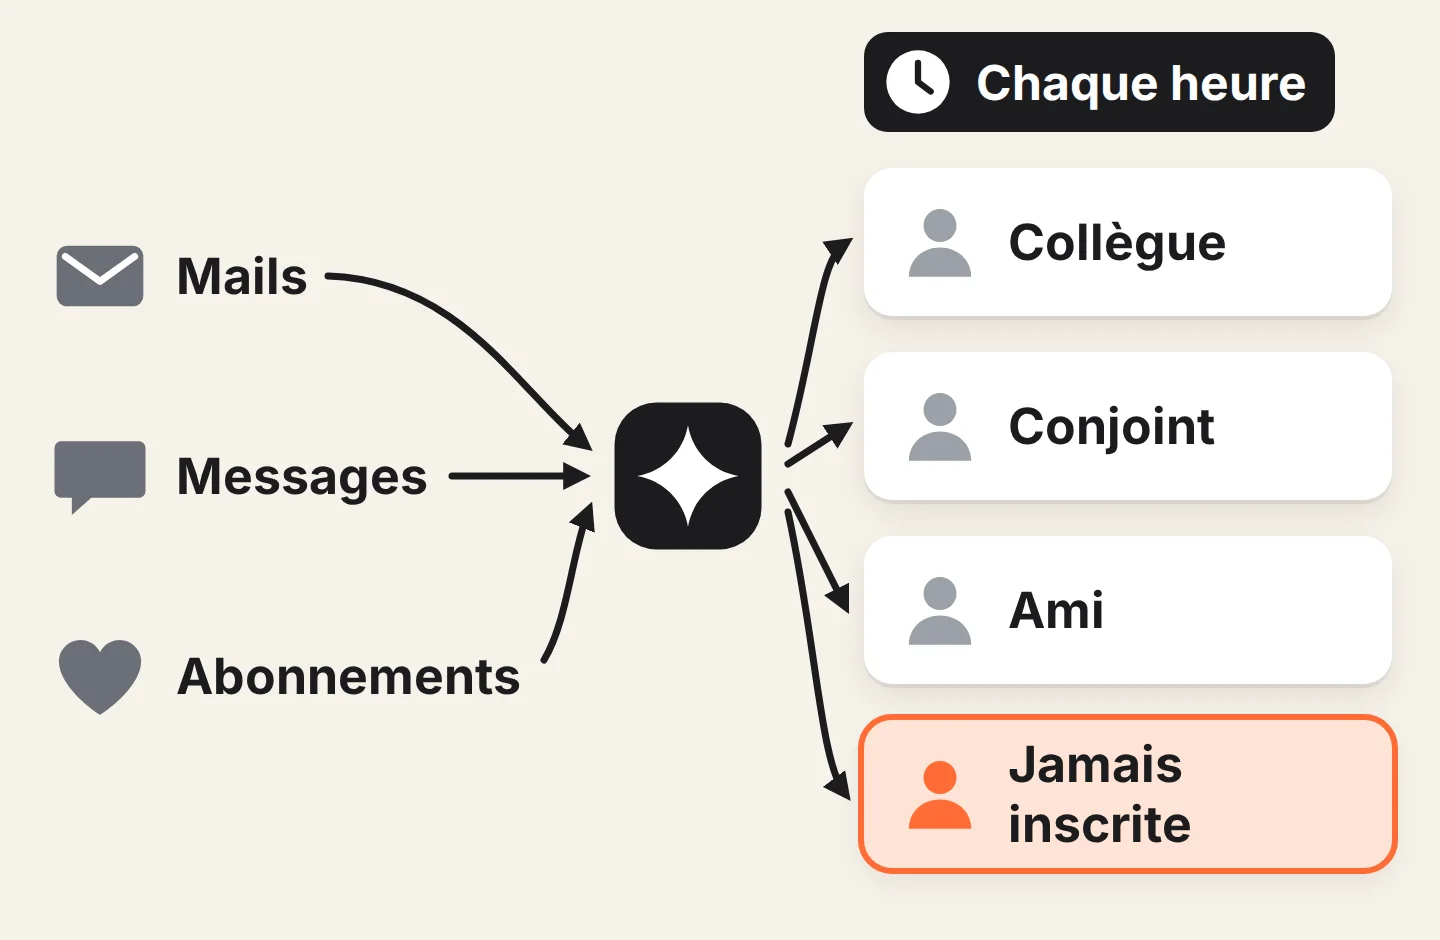 Chaque heure
Mails
Messages
Abonnements
Collègue
Conjoint
Ami
Jamais
inscrite